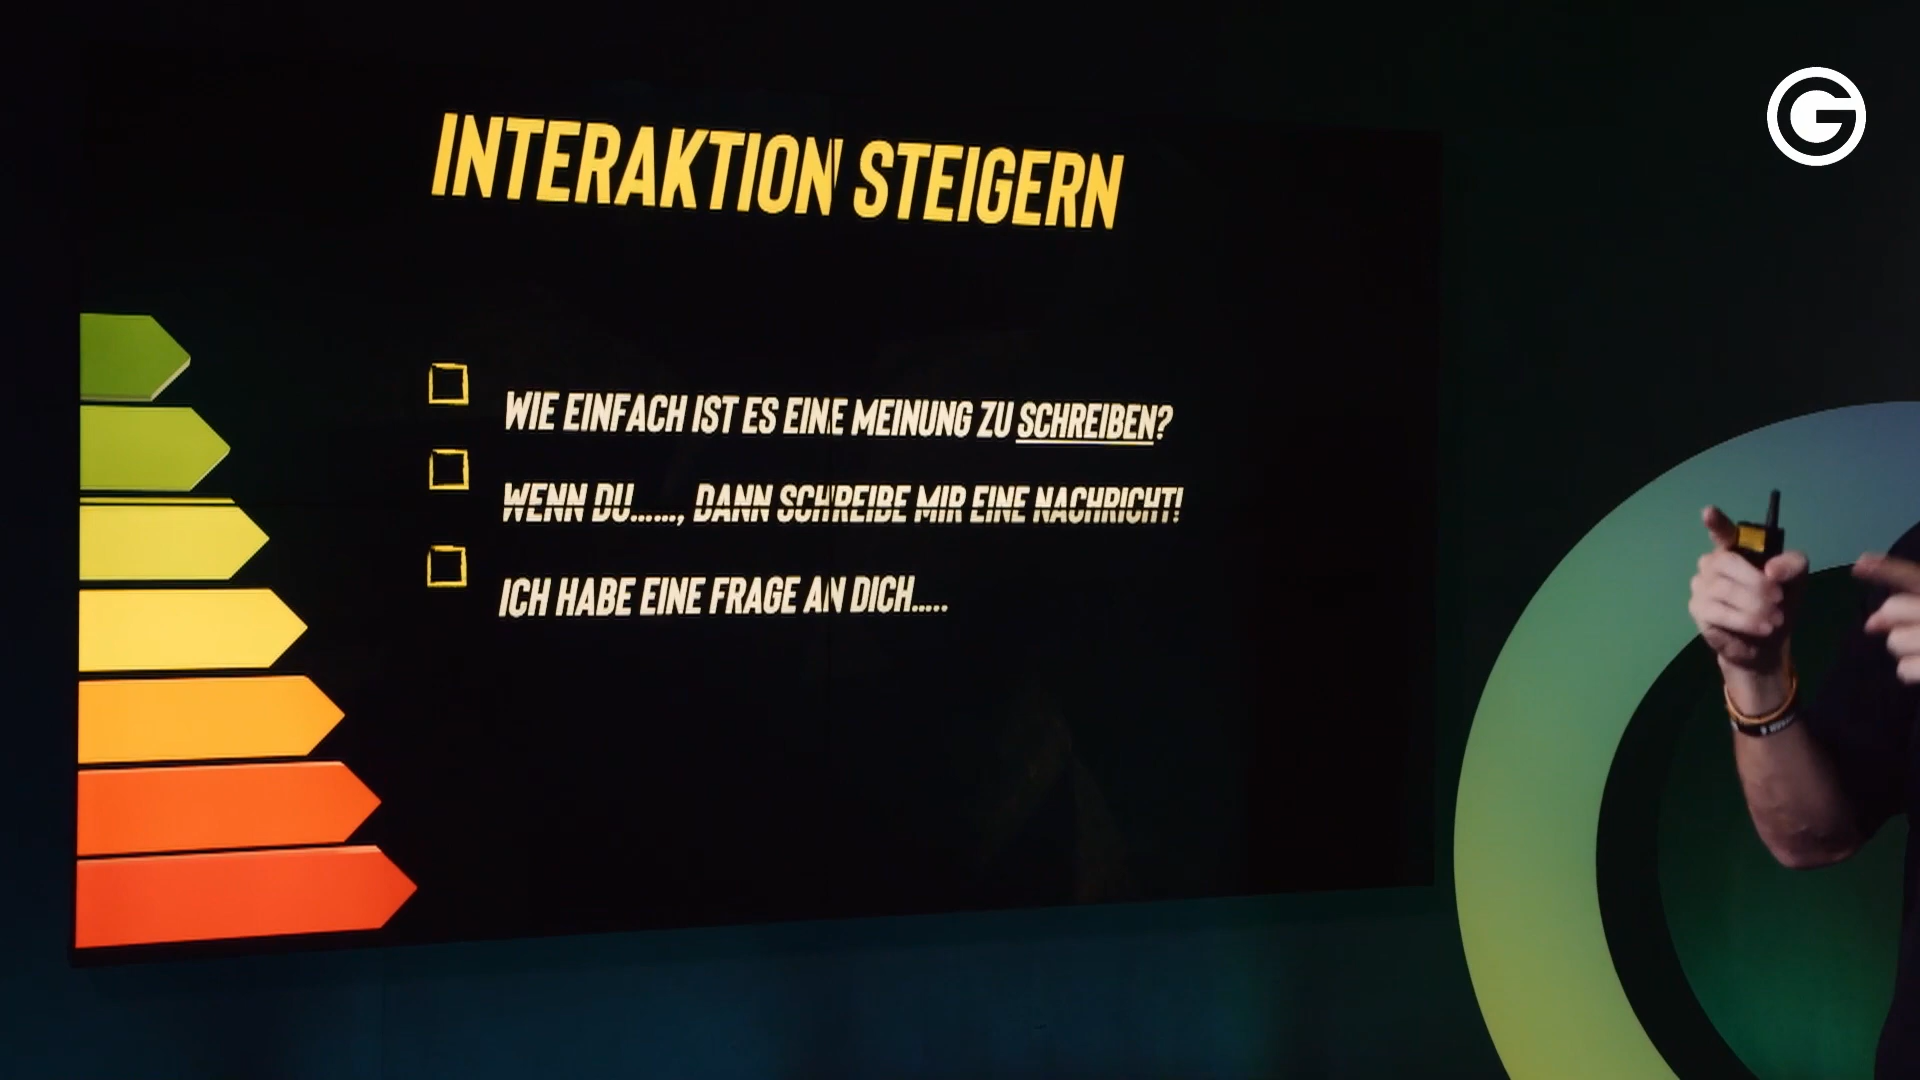 INTERAKTION STEIGERN
WIE EINFACH IST ES EINE MEINUNG ZU SCHREIBEN?
WENN DU......, DANN SCHREIBE MIR EINE NACHRICHT!
ICH HABE EINE FRAGE AN DICH.....
G